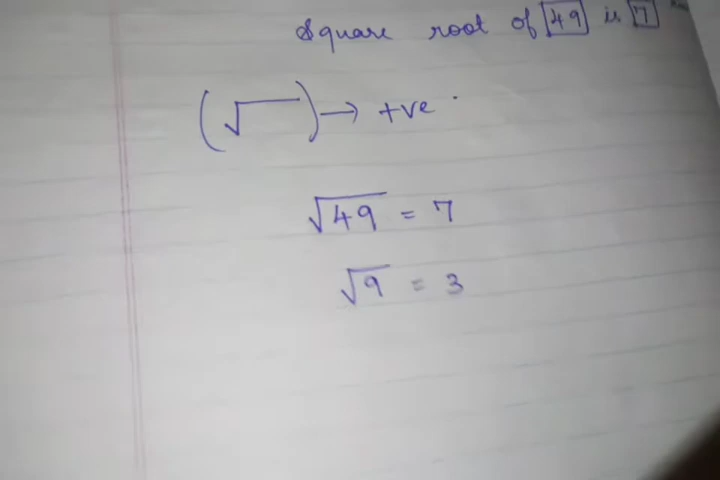 Square root of 49 is 7
(√‾) → +ve
√49 = 7
√9 = 3